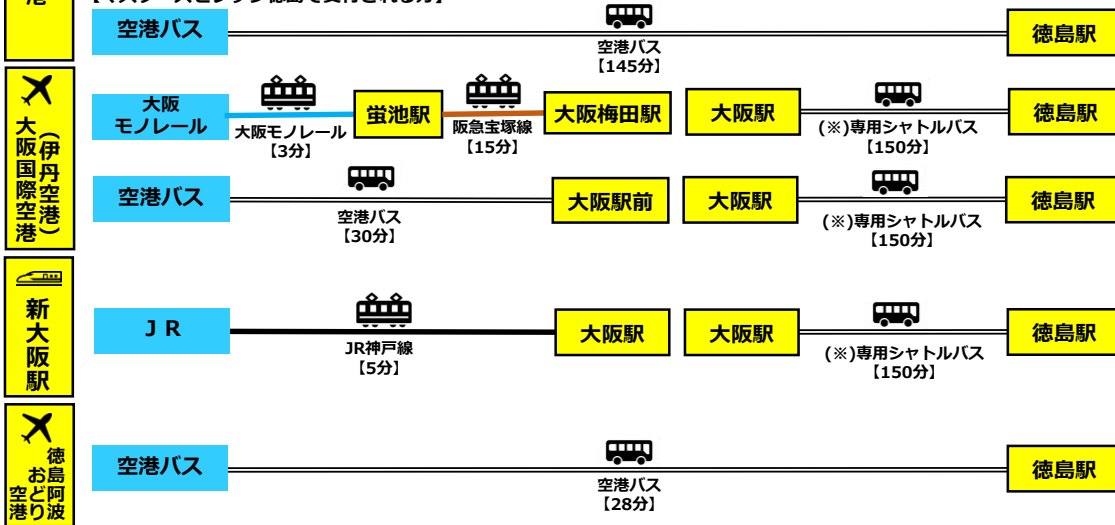 港
空港バス
空港バス
【145分】
徳島駅
大阪国際空港
(伊丹空港)
大阪
モノレール
大阪モノレール
【3分】
蛍池駅
阪急宝塚線
【15分】
大阪梅田駅
大阪駅
(※)専用シャトルバス
【150分】
徳島駅
空港バス
空港バス
【30分】
大阪駅前
大阪駅
(※)専用シャトルバス
【150分】
徳島駅
新大阪駅
JR
JR神戸線
【5分】
大阪駅
大阪駅
(※)専用シャトルバス
【150分】
徳島駅
徳島阿波
おどり
空港
空港バス
空港バス
【28分】
徳島駅